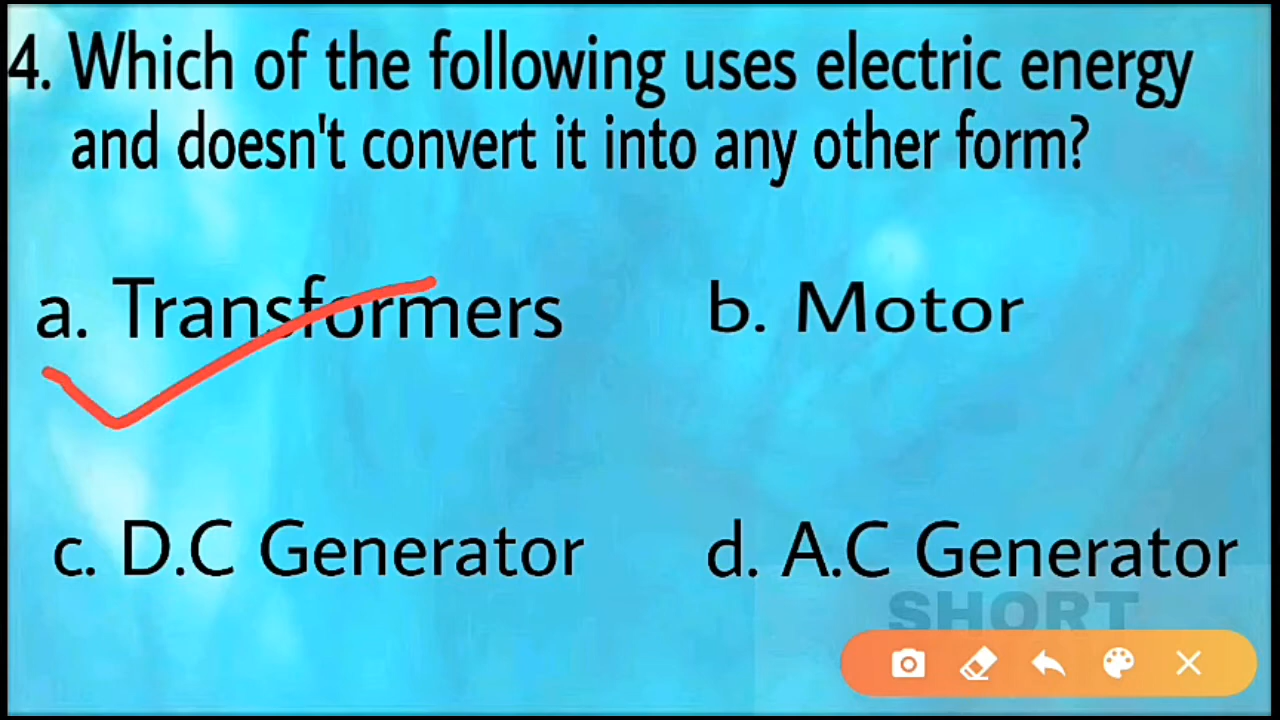 4. Which of the following uses electric energy
and doesn't convert it into any other form?
a. Transformers
b. Motor
c. D.C Generator
d. A.C Generator
SHORT